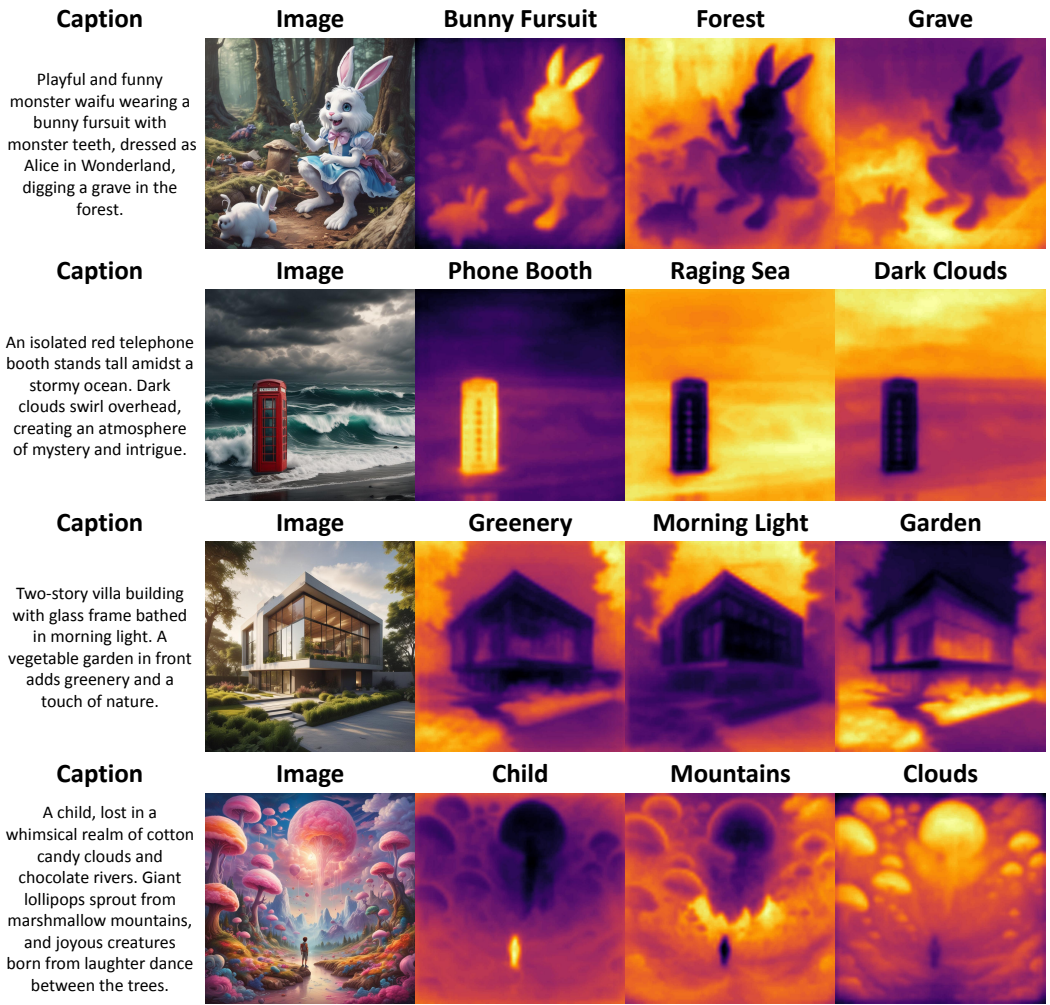 Caption
Image
Bunny Fursuit
Forest
Grave
Playful and funny
monster waifu wearing a
bunny fursuit with
monster teeth, dressed as
Alice in Wonderland,
digging a grave in the
forest.
Caption
Image
Phone Booth
Raging Sea
Dark Clouds
An isolated red telephone
booth stands tall amidst a
stormy ocean. Dark
clouds swirl overhead,
creating an atmosphere
of mystery and intrigue.
Caption
Image
Greenery
Morning Light
Garden
Two-story villa building
with glass frame bathed
in morning light. A
vegetable garden in front
adds greenery and a
touch of nature.
Caption
Image
Child
Mountains
Clouds
A child, lost in a
whimsical realm of cotton
candy clouds and
chocolate rivers. Giant
lollipops sprout from
marshmallow mountains,
and joyous creatures
born from laughter dance
between the trees.